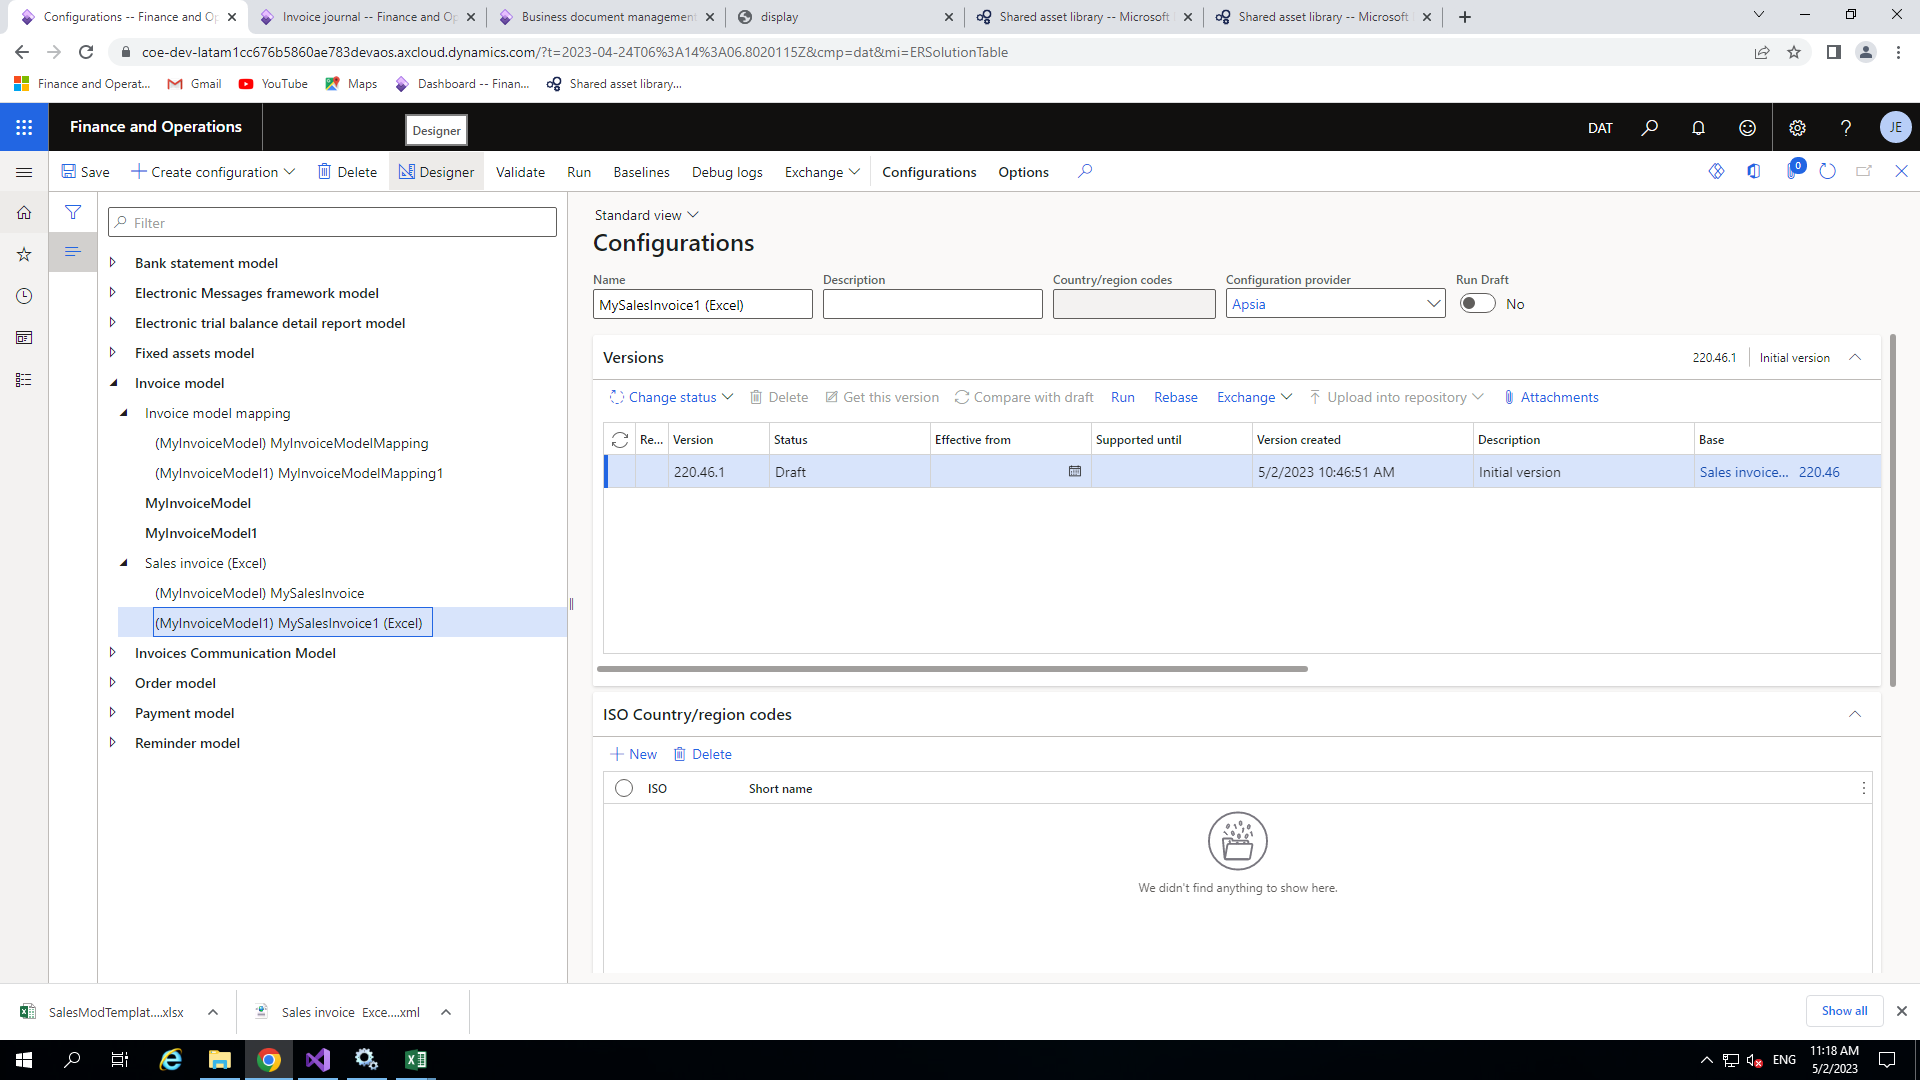 Configurations -- Finance and Op
Invoice journal -- Finance and Op
Business document management
display
Shared asset library -- Microsoft
Shared asset library -- Microsoft
coe-dev-latam1cc676b5860ae783devaos.axcloud.dynamics.com/?t=2023-04-24T06%3A14%3A06.8020115Z&cmp=dat&mi=ERSolutionTable
Finance and Operat...
Gmail
YouTube
Maps
Dashboard -- Finan...
Shared asset library...
Finance and Operations
Designer
DAT
?
JE
Save
Create configuration
Delete
Designer
Validate
Run
Baselines
Debug logs
Exchange
Configurations
Options
0
Filter
Bank statement model
Electronic Messages framework model
Electronic trial balance detail report model
Fixed assets model
Invoice model
Invoice model mapping
(MyInvoiceModel) MyInvoiceModelMapping
(MyInvoiceModel1) MyInvoiceModelMapping1
MyInvoiceModel
MyInvoiceModel1
Sales invoice (Excel)
(MyInvoiceModel) MySalesInvoice
(MyInvoiceModel1) MySalesInvoice1 (Excel)
Invoices Communication Model
Order model
Payment model
Reminder model
Standard view
Configurations
Name
Description
Country/region codes
Configuration provider
Run Draft
MySalesInvoice1 (Excel)
Apsia
No
Versions
220.46.1
Initial version
Change status
Delete
Get this version
Compare with draft
Run
Rebase
Exchange
Upload into repository
Attachments
Re...
Version
Status
Effective from
Supported until
Version created
Description
Base
220.46.1
Draft
5/2/2023 10:46:51 AM
Initial version
Sales invoice...
220.46
ISO Country/region codes
New
Delete
ISO
Short name
We didn't find anything to show here.
SalesModTemplat....xlsx
Sales invoice Exce....xml
Show all
ENG
11:18 AM
5/2/2023